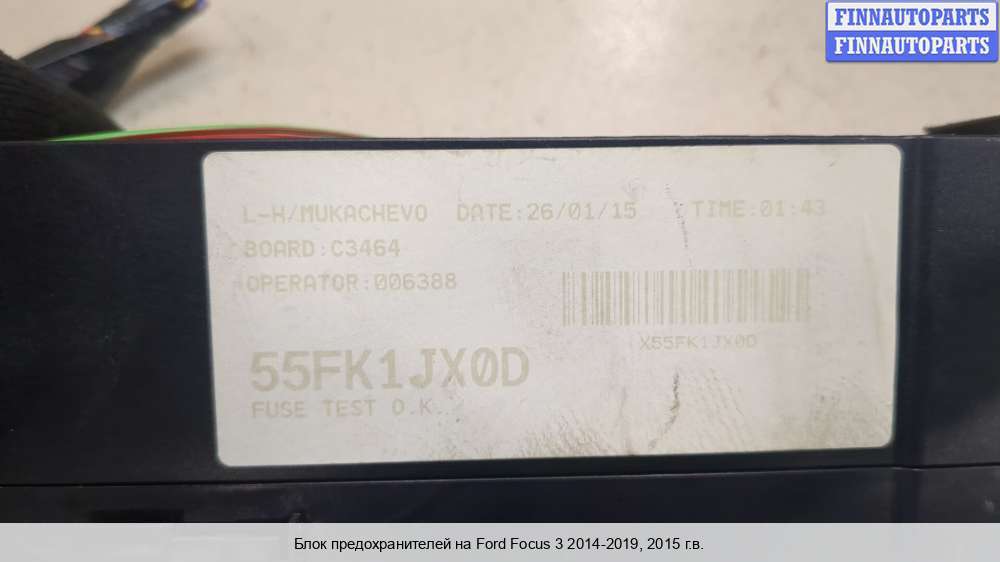 FINNAUTOPARTS
FINNAUTOPARTS
L-H/MUKACHEVO DATE:26/01/15 TIME:01:43
BOARD:C3464
OPERATOR:006388
X55FK1JX0D
55FK1JX0D
FUSE TEST O.K.
Блок предохранителей на Ford Focus 3 2014-2019, 2015 г.в.